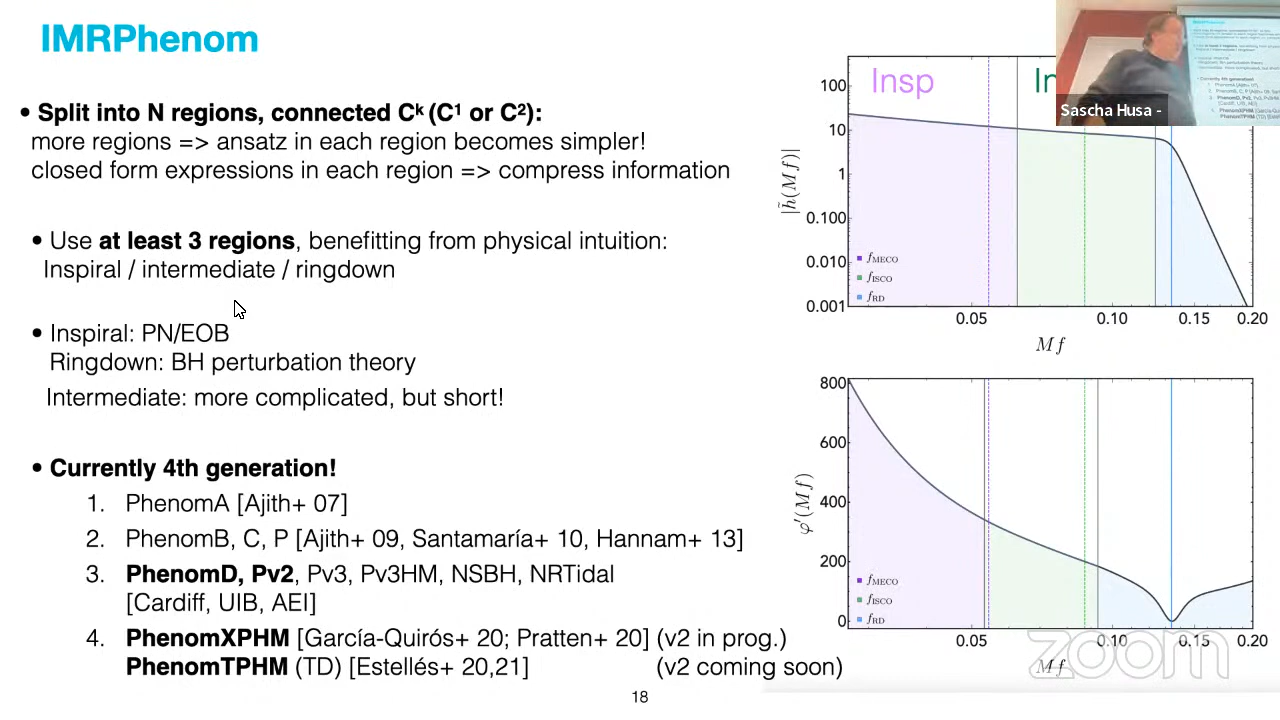 IMRPhenom
• Split into N regions, connected Cᵏ (C¹ or C²):
more regions => ansatz in each region becomes simpler!
closed form expressions in each region => compress information
• Use at least 3 regions, benefitting from physical intuition:
Inspiral / intermediate / ringdown
• Inspiral: PN/EOB
Ringdown: BH perturbation theory
Intermediate: more complicated, but short!
• Currently 4th generation!
1. PhenomA [Ajith+ 07]
2. PhenomB, C, P [Ajith+ 09, Santamaría+ 10, Hannam+ 13]
3. PhenomD, Pv2, Pv3, Pv3HM, NSBH, NRTidal
[Cardiff, UIB, AEI]
4. PhenomXPHM [García-Quirós+ 20; Pratten+ 20] (v2 in prog.)
PhenomTPHM (TD) [Estellés+ 20,21] (v2 coming soon)
18
Insp
Sascha Husa -
|h̃(Mf)|
100
10
1
0.100
0.010
0.001
f_MECO
f_ISCO
f_RD
0.05 0.10 0.15 0.20
Mf
φ′(Mf)
800
600
400
200
0
f_MECO
f_ISCO
f_RD
0.05 0.10 0.15 0.20
Mf
zoom